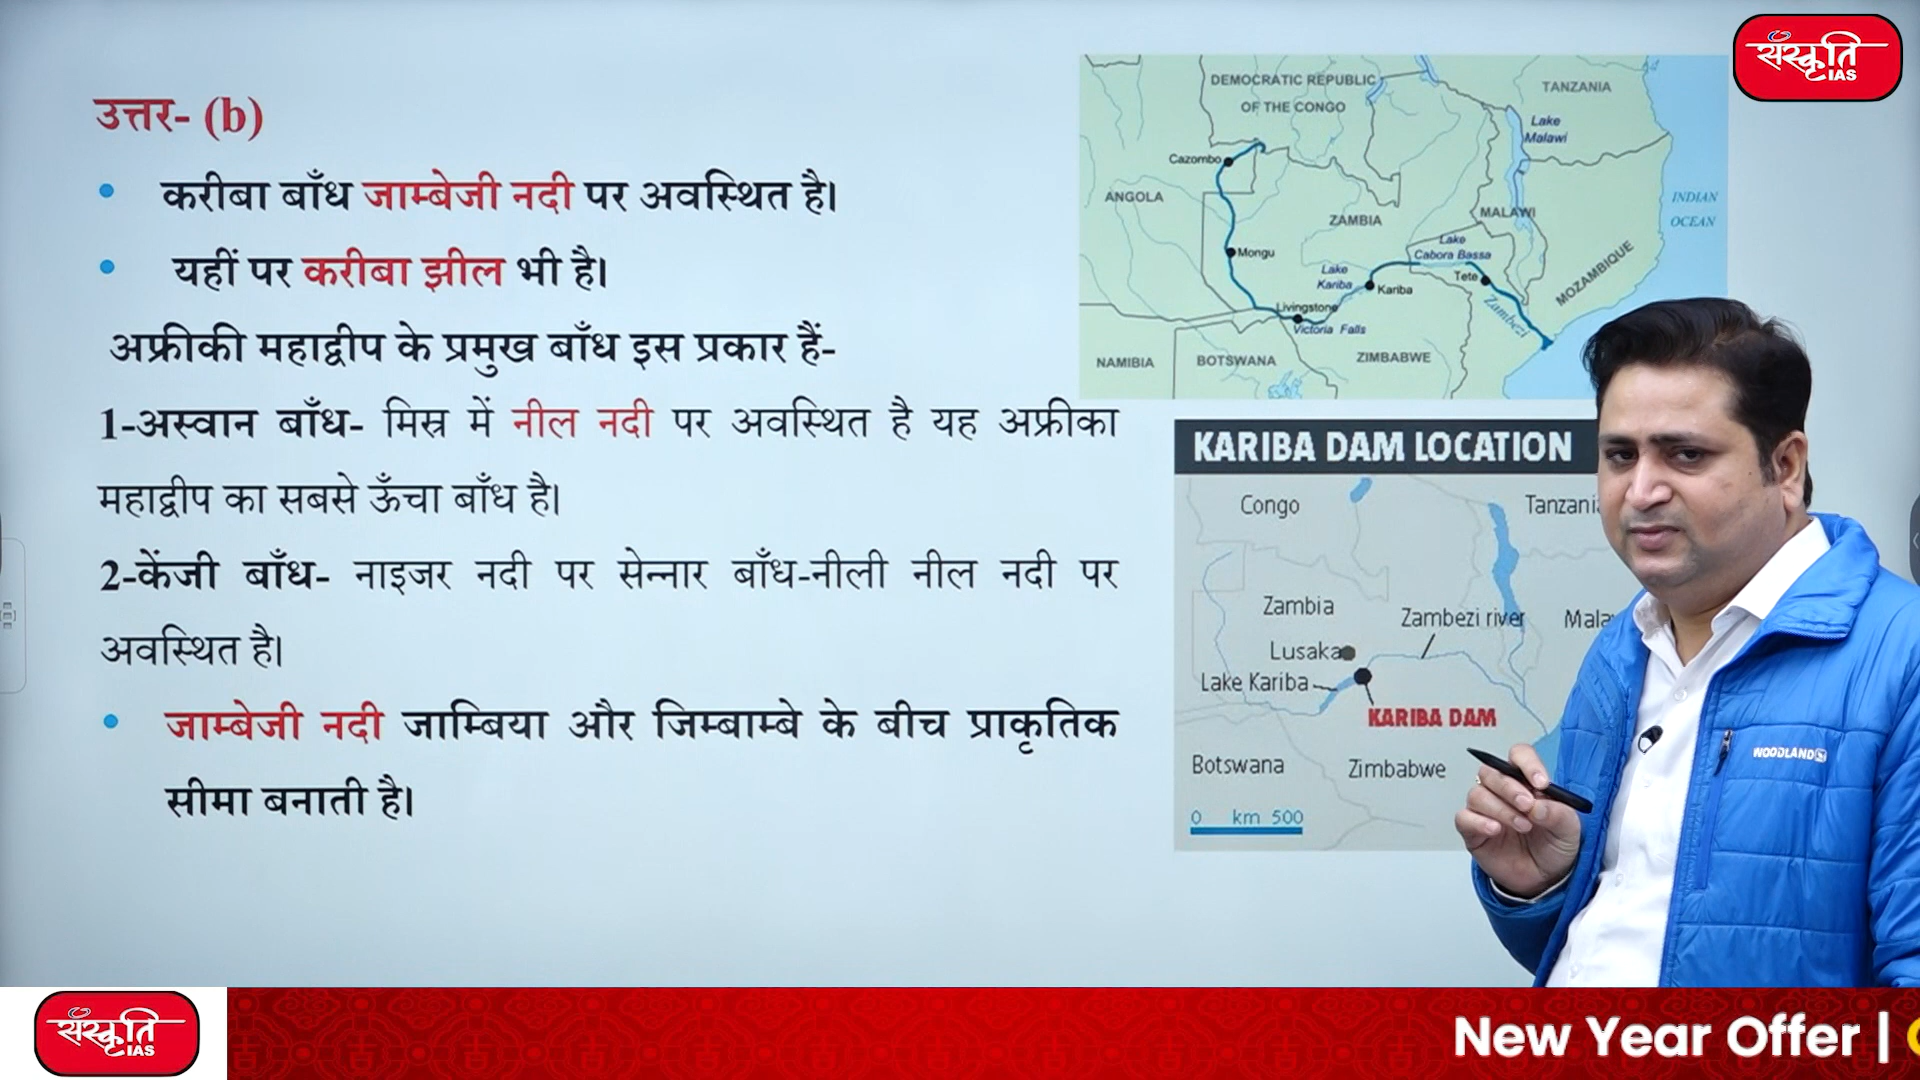 संस्कृति
IAS
उत्तर- (b)
• करीबा बाँध जाम्बेजी नदी पर अवस्थित है।
• यहीं पर करीबा झील भी है।
अफ्रीकी महाद्वीप के प्रमुख बाँध इस प्रकार हैं-
1-अस्वान बाँध- मिस्र में नील नदी पर अवस्थित है यह अफ्रीका
महाद्वीप का सबसे ऊँचा बाँध है।
2-केंजी बाँध- नाइजर नदी पर सेन्नार बाँध-नीली नील नदी पर
अवस्थित है।
• जाम्बेजी नदी जाम्बिया और जिम्बाम्बे के बीच प्राकृतिक
सीमा बनाती है।
DEMOCRATIC REPUBLIC
OF THE CONGO
TANZANIA
Lake
Malawi
Cazombo
ANGOLA
INDIAN
OCEAN
ZAMBIA
MALAWI
Mongu
Lake
Cabora Bassa
Lake
Kariba
Kariba
Tete
MOZAMBIQUE
Zambezi
Livingstone
Victoria Falls
NAMIBIA
BOTSWANA
ZIMBABWE
KARIBA DAM LOCATION
Congo
Tanzani
Zambia
Zambezi river
Mala
Lusaka
Lake Kariba
KARIBA DAM
Botswana
Zimbabwe
0 km 500
WOODLAND
संस्कृति
IAS
New Year Offer |